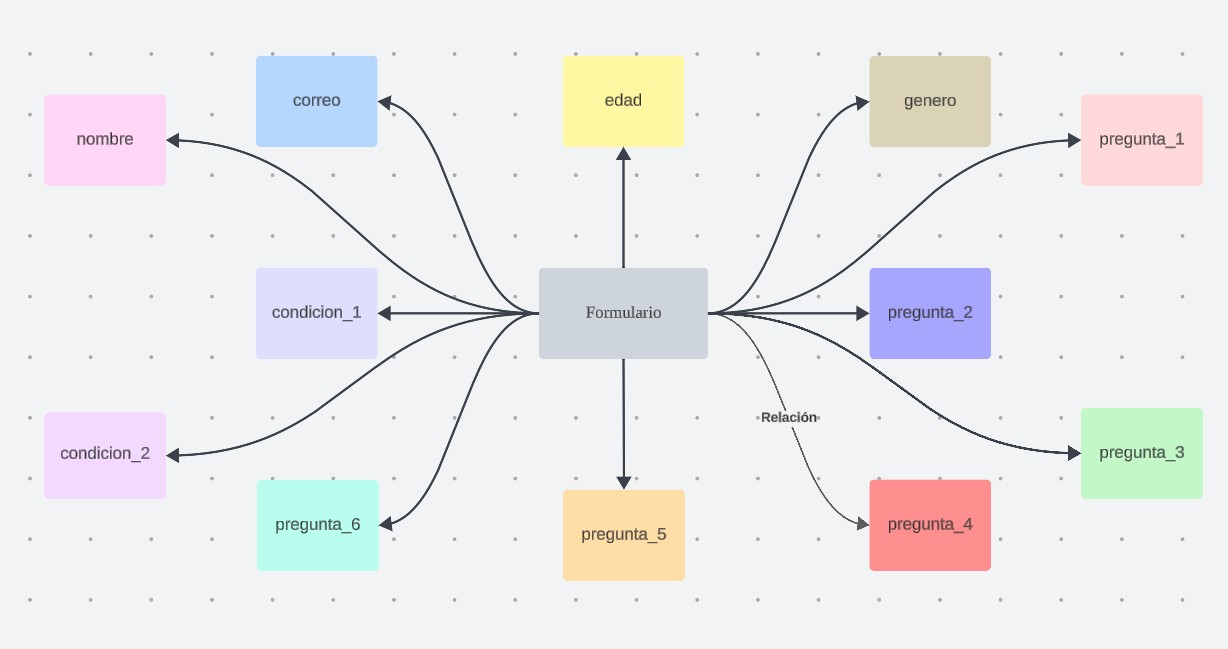 correo
edad
genero
nombre
pregunta_1
condicion_1
Formulario
pregunta_2
Relación
condicion_2
pregunta_3
pregunta_6
pregunta_5
pregunta_4